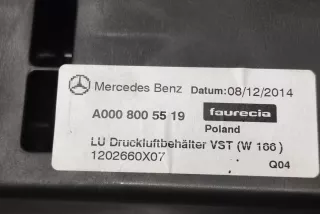 Mercedes Benz Datum:08/12/2014
A000 800 55 19 faurecia
Poland
LU Druckluftbehälter VST (W 166 )
1202660X07 Q04